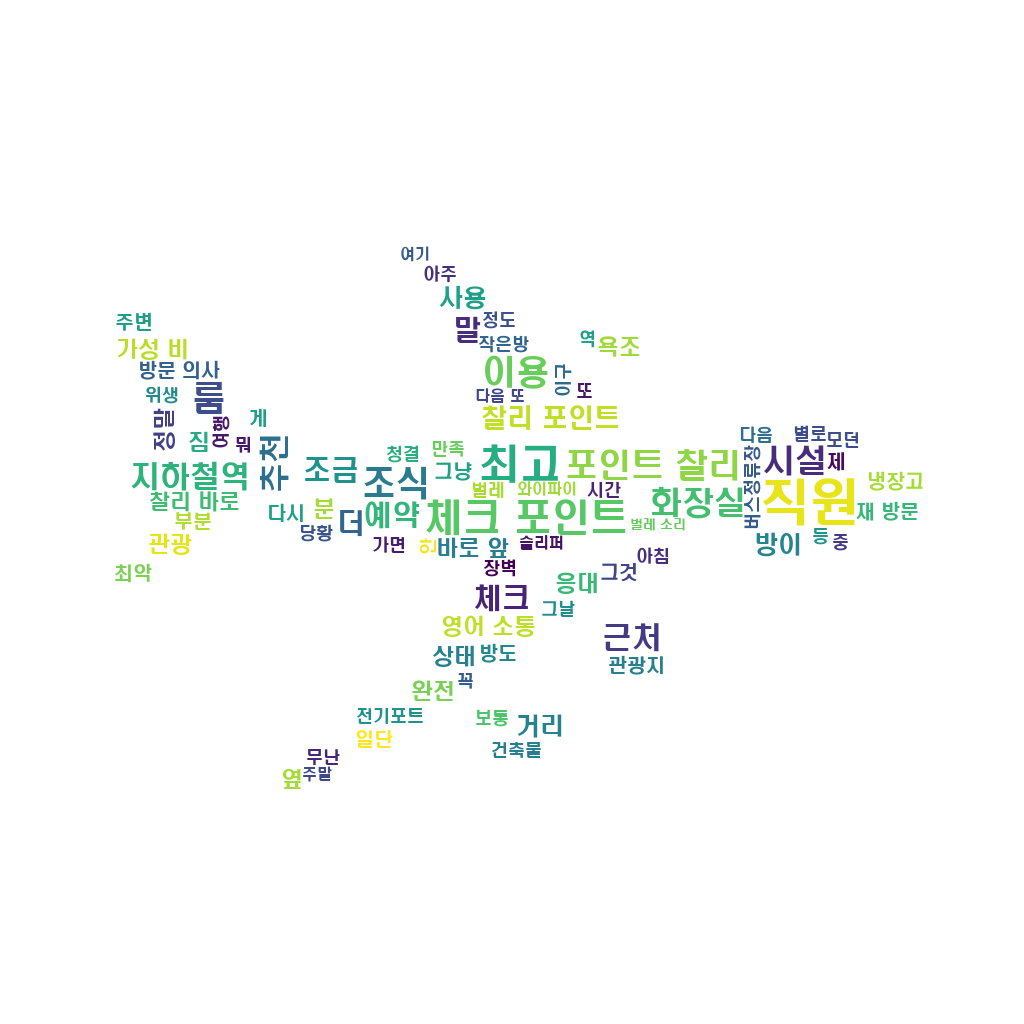 여기
아주
사용
말
정도
작은방
역
욕조
주변
가성 비
방문 의사
위생
룸
이용
이구
또
다음 또
정말
여행
게
짐
뭐
찰리 포인트
다음
별로
모던
추천
조금
청결
만족
그냥
최고
포인트 찰리
버스정류장
시설
제
지하철역
찰리 바로
부분
관광
다시
분
당황
더
조식
예약
벌레
와이파이
시간
화장실
직원
냉장고
재 방문
체크 포인트
벌레 소리
방이
등
중
가면
힌
바로 앞
슬리퍼
최악
장벽
응대
그것
아침
체크
그날
영어 소통
근처
관광지
상태
방도
완전
꼭
전기포트
보통
거리
일단
건축물
무난
옆
주말